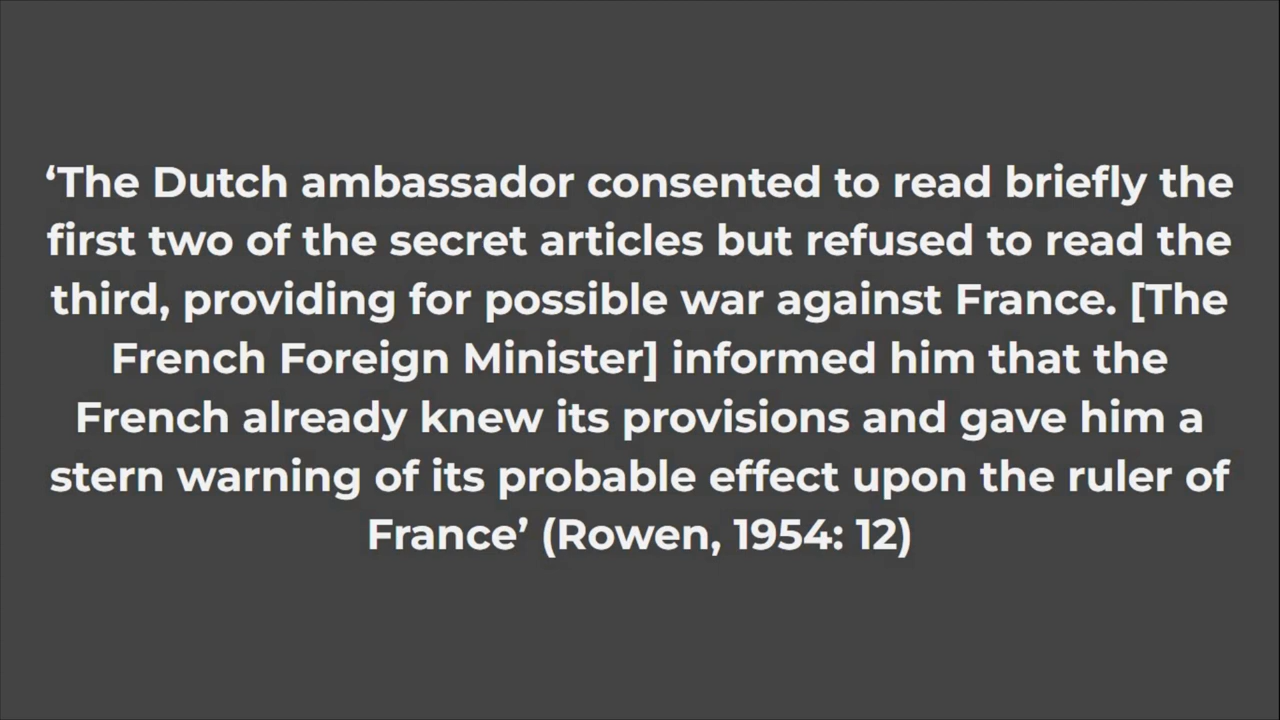 ‘The Dutch ambassador consented to read briefly the
first two of the secret articles but refused to read the
third, providing for possible war against France. [The
French Foreign Minister] informed him that the
French already knew its provisions and gave him a
stern warning of its probable effect upon the ruler of
France’ (Rowen, 1954: 12)